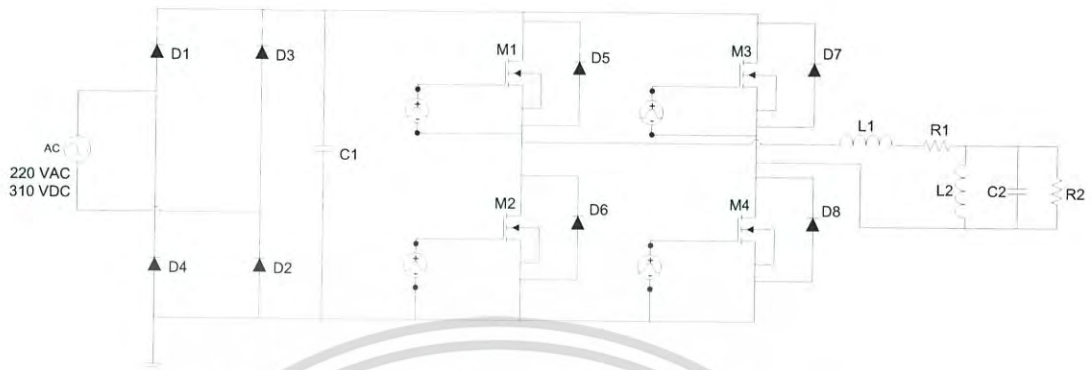 D1
D3
AC
220 VAC
310 VDC
D4
D2
C1
M1
D5
M3
D7
+
-
+
-
L1
R1
L2
C2
R2
M2
D6
M4
D8
+
-
+
-